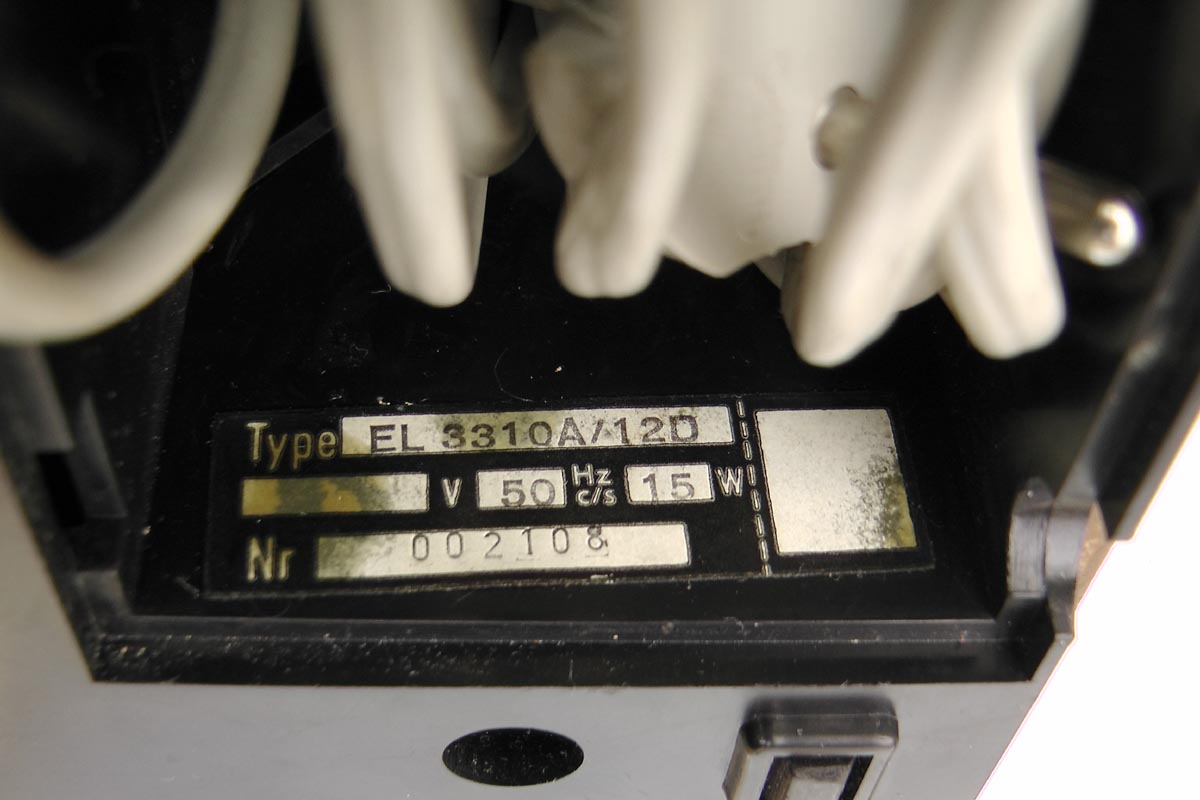 Type EL 3310A/12D
V 50 Hz c/s 15 W
Nr 002108